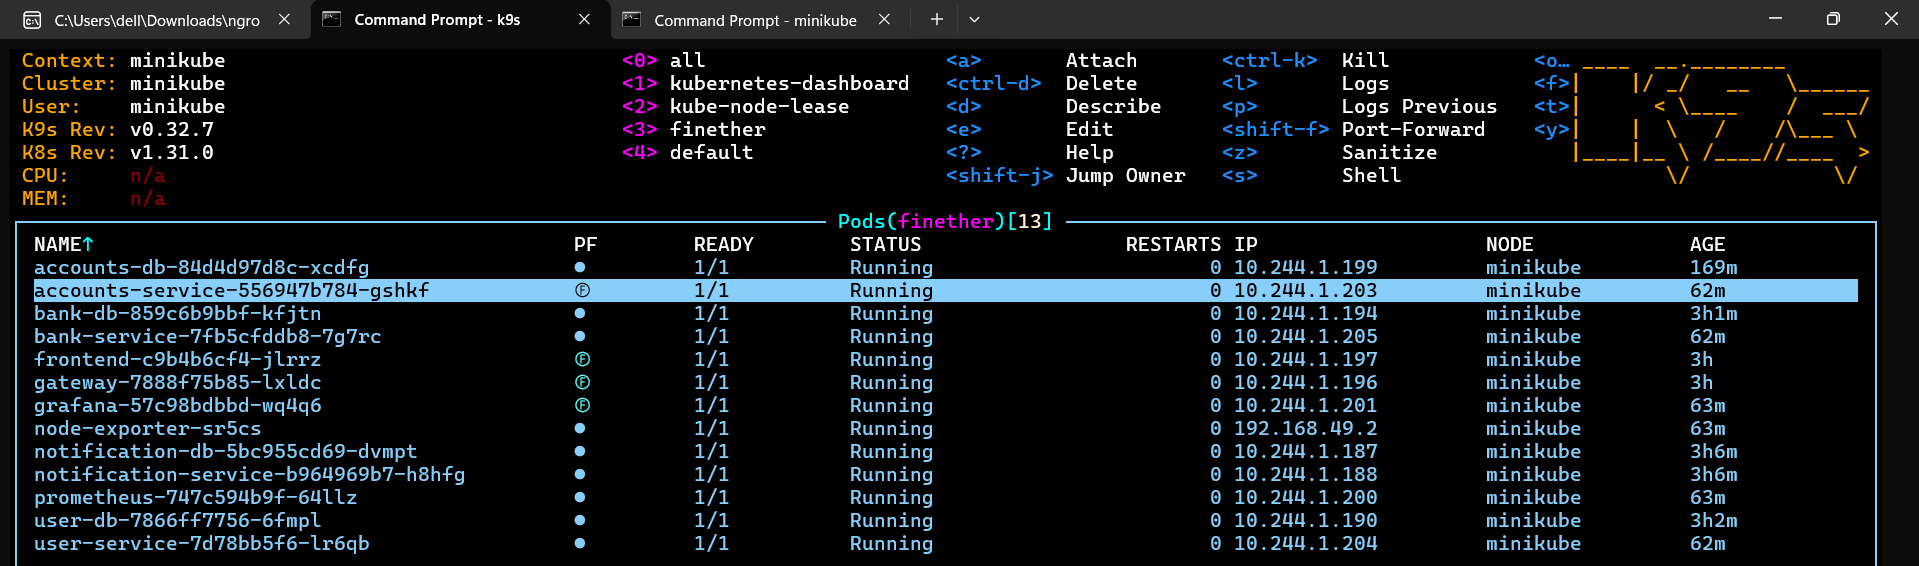 C:\Users\dell\Downloads\ngro
Command Prompt - k9s
Command Prompt - minikube
Context: minikube <0> all <a> Attach <ctrl-k> Kill <o…
Cluster: minikube <1> kubernetes-dashboard <ctrl-d> Delete <l> Logs <f>
User: minikube <2> kube-node-lease <d> Describe <p> Logs Previous <t>
K9s Rev: v0.32.7 <3> finether <e> Edit <shift-f> Port-Forward <y>
K8s Rev: v1.31.0 <4> default <?> Help <z> Sanitize
CPU: n/a <shift-j> Jump Owner <s> Shell
MEM: n/a
Pods(finether)[13]
NAME↑ PF READY STATUS RESTARTS IP NODE AGE
accounts-db-84d4d97d8c-xcdfg ● 1/1 Running 0 10.244.1.199 minikube 169m
accounts-service-556947b784-gshkf Ⓕ 1/1 Running 0 10.244.1.203 minikube 62m
bank-db-859c6b9bbf-kfjtn ● 1/1 Running 0 10.244.1.194 minikube 3h1m
bank-service-7fb5cfddb8-7g7rc ● 1/1 Running 0 10.244.1.205 minikube 62m
frontend-c9b4b6cf4-jlrrz Ⓕ 1/1 Running 0 10.244.1.197 minikube 3h
gateway-7888f75b85-lxldc Ⓕ 1/1 Running 0 10.244.1.196 minikube 3h
grafana-57c98bdbbd-wq4q6 Ⓕ 1/1 Running 0 10.244.1.201 minikube 63m
node-exporter-sr5cs ● 1/1 Running 0 192.168.49.2 minikube 63m
notification-db-5bc955cd69-dvmpt ● 1/1 Running 0 10.244.1.187 minikube 3h6m
notification-service-b964969b7-h8hfg ● 1/1 Running 0 10.244.1.188 minikube 3h6m
prometheus-747c594b9f-64llz ● 1/1 Running 0 10.244.1.200 minikube 63m
user-db-7866ff7756-6fmpl ● 1/1 Running 0 10.244.1.190 minikube 3h2m
user-service-7d78bb5f6-lr6qb ● 1/1 Running 0 10.244.1.204 minikube 62m